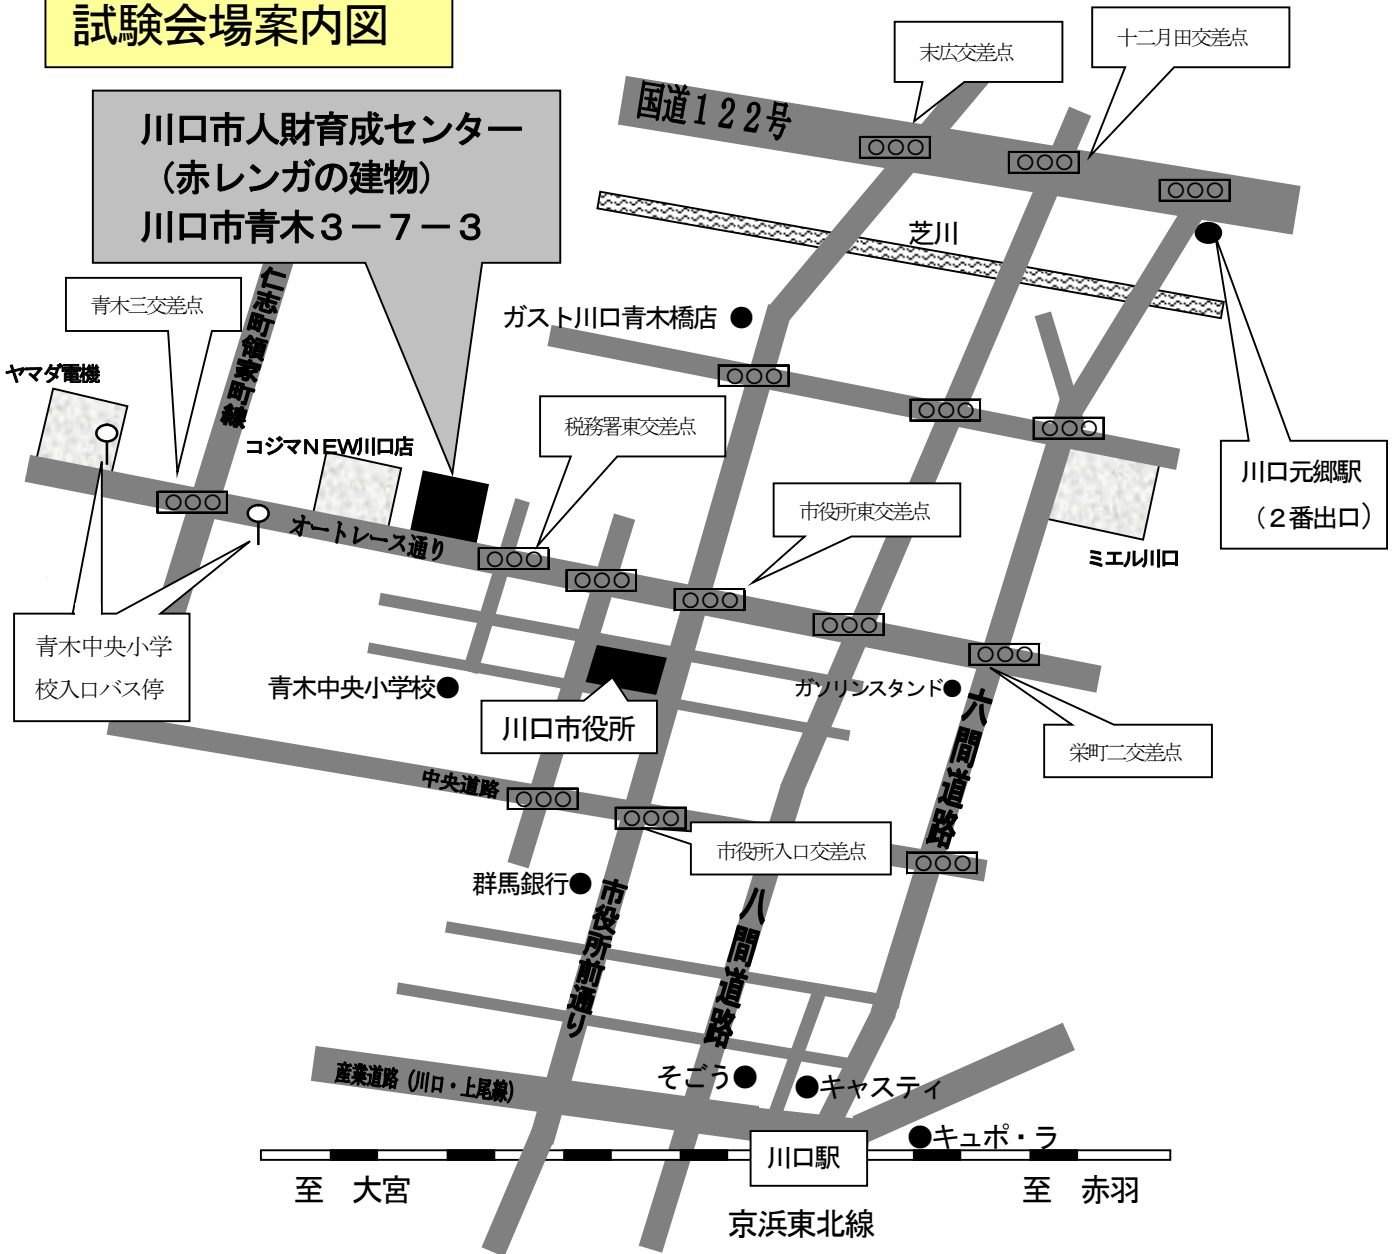 試験会場案内図
末広交差点
十二月田交差点
国道１２２号
川口市人財育成センター
（赤レンガの建物）
川口市青木３－７－３
芝川
仁志町領家町線
青木三交差点
ガスト川口青木橋店
ヤマダ電機
税務署東交差点
コジマＮＥＷ川口店
川口元郷駅
（２番出口）
市役所東交差点
オートレース通り
ミエル川口
青木中央小学
校入口バス停
青木中央小学校
ガソリンスタンド
川口市役所
六間道路
栄町二交差点
中央道路
市役所入口交差点
群馬銀行
市役所前通り
八間道路
産業道路（川口・上尾線）
そごう
キャスティ
キュポ・ラ
川口駅
至　大宮
至　赤羽
京浜東北線